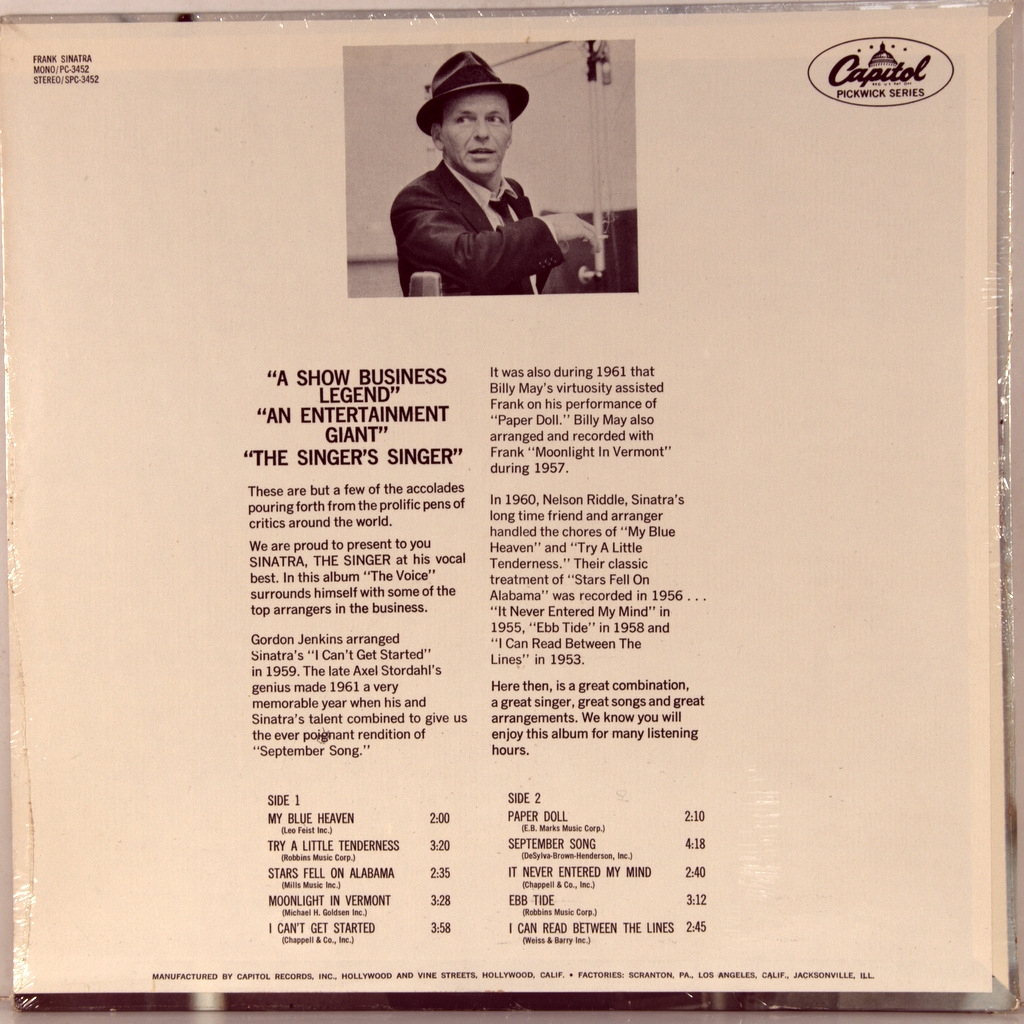 FRANK SINATRA
MONO/PC-3452
STEREO/SPC-3452
Capitol
PICKWICK SERIES
"A SHOW BUSINESS
LEGEND"
"AN ENTERTAINMENT
GIANT"
"THE SINGER'S SINGER"
These are but a few of the accolades
pouring forth from the prolific pens of
critics around the world.
We are proud to present to you
SINATRA, THE SINGER at his vocal
best. In this album "The Voice"
surrounds himself with some of the
top arrangers in the business.
Gordon Jenkins arranged
Sinatra's "I Can't Get Started"
in 1959. The late Axel Stordahl's
genius made 1961 a very
memorable year when his and
Sinatra's talent combined to give us
the ever poignant rendition of
"September Song."
It was also during 1961 that
Billy May's virtuosity assisted
Frank on his performance of
"Paper Doll." Billy May also
arranged and recorded with
Frank "Moonlight In Vermont"
during 1957.
In 1960, Nelson Riddle, Sinatra's
long time friend and arranger
handled the chores of "My Blue
Heaven" and "Try A Little
Tenderness." Their classic
treatment of "Stars Fell On
Alabama" was recorded in 1956 . . .
"It Never Entered My Mind" in
1955, "Ebb Tide" in 1958 and
"I Can Read Between The
Lines" in 1953.
Here then, is a great combination,
a great singer, great songs and great
arrangements. We know you will
enjoy this album for many listening
hours.
SIDE 1
MY BLUE HEAVEN 2:00
(Leo Feist Inc.)
TRY A LITTLE TENDERNESS 3:20
(Robbins Music Corp.)
STARS FELL ON ALABAMA 2:35
(Mills Music Inc.)
MOONLIGHT IN VERMONT 3:28
(Michael H. Goldsen Inc.)
I CAN'T GET STARTED 3:58
(Chappell & Co., Inc.)
SIDE 2
PAPER DOLL 2:10
(E.B. Marks Music Corp.)
SEPTEMBER SONG 4:18
(DeSylva-Brown-Henderson, Inc.)
IT NEVER ENTERED MY MIND 2:40
(Chappell & Co., Inc.)
EBB TIDE 3:12
(Robbins Music Corp.)
I CAN READ BETWEEN THE LINES 2:45
(Weiss & Barry Inc.)
MANUFACTURED BY CAPITOL RECORDS, INC., HOLLYWOOD AND VINE STREETS, HOLLYWOOD, CALIF. • FACTORIES: SCRANTON, PA., LOS ANGELES, CALIF., JACKSONVILLE, ILL.